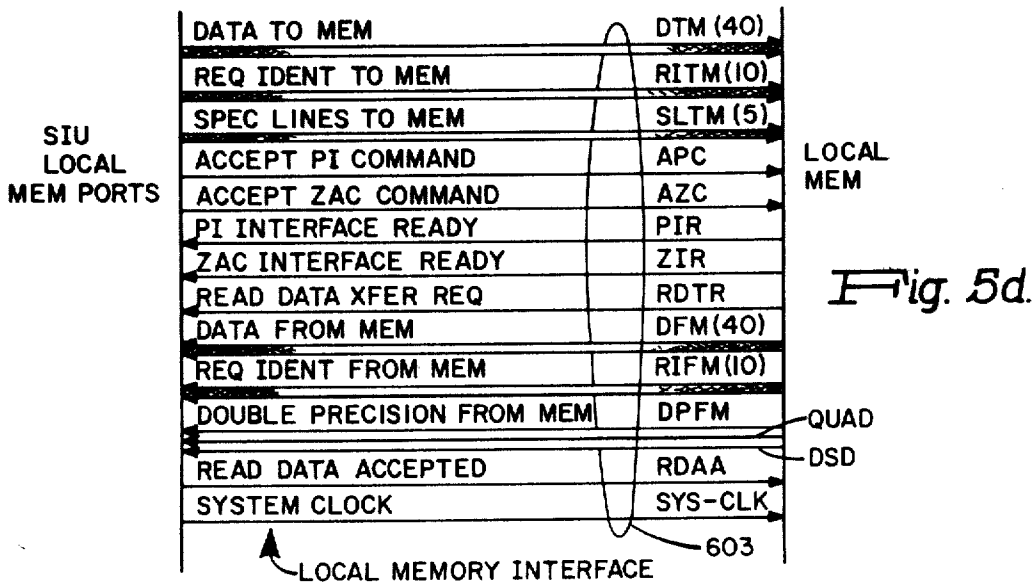 DATA TO MEM DTM (40)
REQ IDENT TO MEM RITM (10)
SPEC LINES TO MEM SLTM (5)
SIU
LOCAL
MEM PORTS
ACCEPT PI COMMAND APC
LOCAL
MEM
ACCEPT ZAC COMMAND AZC
PI INTERFACE READY PIR
ZAC INTERFACE READY ZIR
READ DATA XFER REQ RDTR
Fig. 5d.
DATA FROM MEM DFM (40)
REQ IDENT FROM MEM RIFM (10)
DOUBLE PRECISION FROM MEM DPFM
QUAD
DSD
READ DATA ACCEPTED RDAA
SYSTEM CLOCK SYS-CLK
603
LOCAL MEMORY INTERFACE